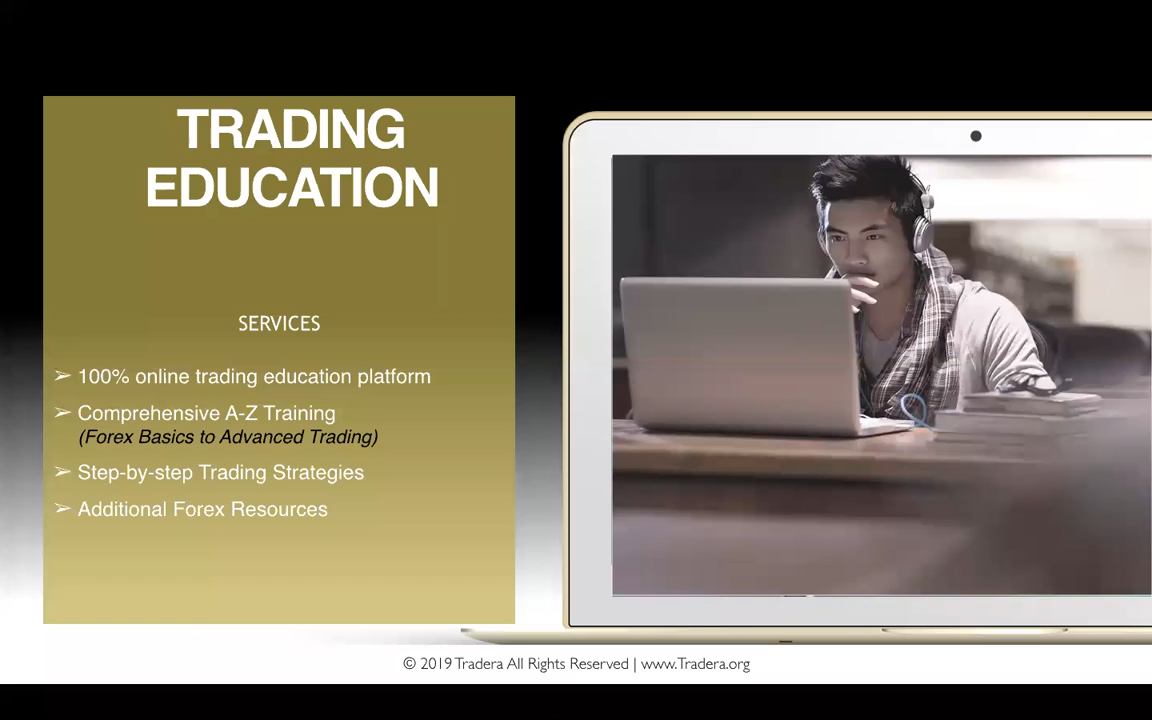 TRADING
EDUCATION
SERVICES
➢ 100% online trading education platform
➢ Comprehensive A-Z Training
(Forex Basics to Advanced Trading)
➢ Step-by-step Trading Strategies
➢ Additional Forex Resources
© 2019 Tradera All Rights Reserved | www.Tradera.org